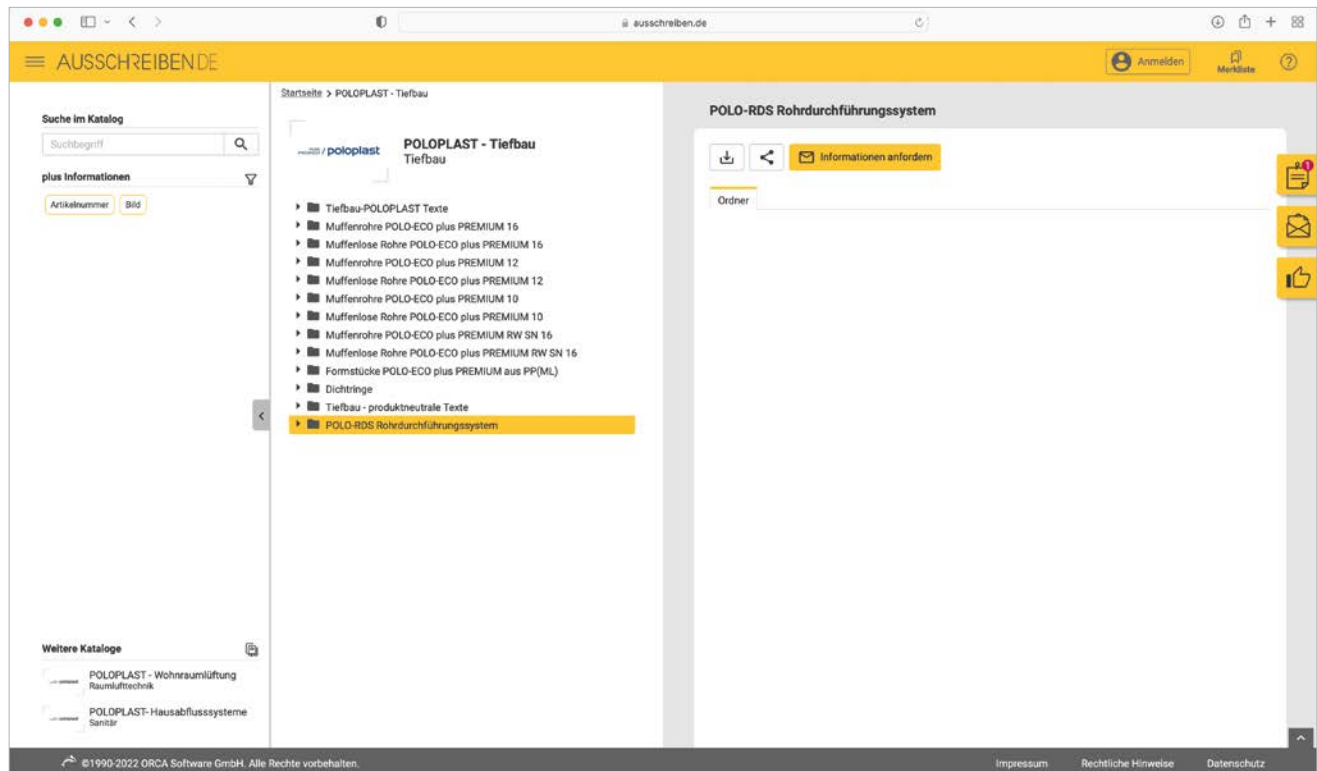 ausschreiben.de
AUSSCHREIBEN.DE
Anmelden
Merkliste
Suche im Katalog
Suchbegriff
plus Informationen
Artikelnummer
Bild
Startseite > POLOPLAST - Tiefbau
/ poloplast
POLOPLAST - Tiefbau
Tiefbau
Tiefbau-POLOPLAST Texte
Muffenrohre POLO-ECO plus PREMIUM 16
Muffenlose Rohre POLO-ECO plus PREMIUM 16
Muffenrohre POLO-ECO plus PREMIUM 12
Muffenlose Rohre POLO-ECO plus PREMIUM 12
Muffenrohre POLO-ECO plus PREMIUM 10
Muffenlose Rohre POLO-ECO plus PREMIUM 10
Muffenrohre POLO-ECO plus PREMIUM RW SN 16
Muffenlose Rohre POLO-ECO plus PREMIUM RW SN 16
Formstücke POLO-ECO plus PREMIUM aus PP(ML)
Dichtringe
Tiefbau - produktneutrale Texte
POLO-RDS Rohrdurchführungssystem
POLO-RDS Rohrdurchführungssystem
Informationen anfordern
Ordner
Weitere Kataloge
POLOPLAST - Wohnraumlüftung
Raumlufttechnik
POLOPLAST- Hausabflusssysteme
Sanitär
©1990-2022 ORCA Software GmbH. Alle Rechte vorbehalten.
Impressum
Rechtliche Hinweise
Datenschutz